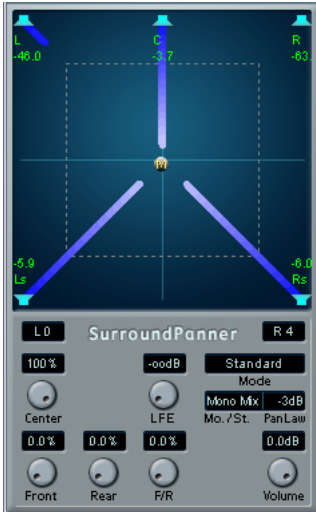 L C R
-46.0 -3.7 -63.
M
-5.9 -6.0
Ls Rs
L 0 SurroundPanner R 4
100% -oodB Standard
Mode
Mono Mix -3dB
Center LFE Mo./St. PanLaw
0.0% 0.0% 0.0% 0.0dB
Front Rear F/R Volume